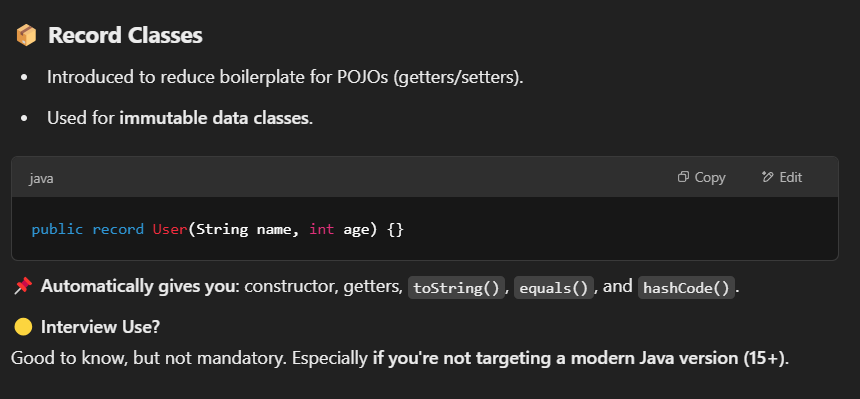 📦 Record Classes
• Introduced to reduce boilerplate for POJOs (getters/setters).
• Used for immutable data classes.
java Copy Edit
public record User(String name, int age) {}
📌 Automatically gives you: constructor, getters, toString(), equals(), and hashCode().
🟡 Interview Use?
Good to know, but not mandatory. Especially if you're not targeting a modern Java version (15+).